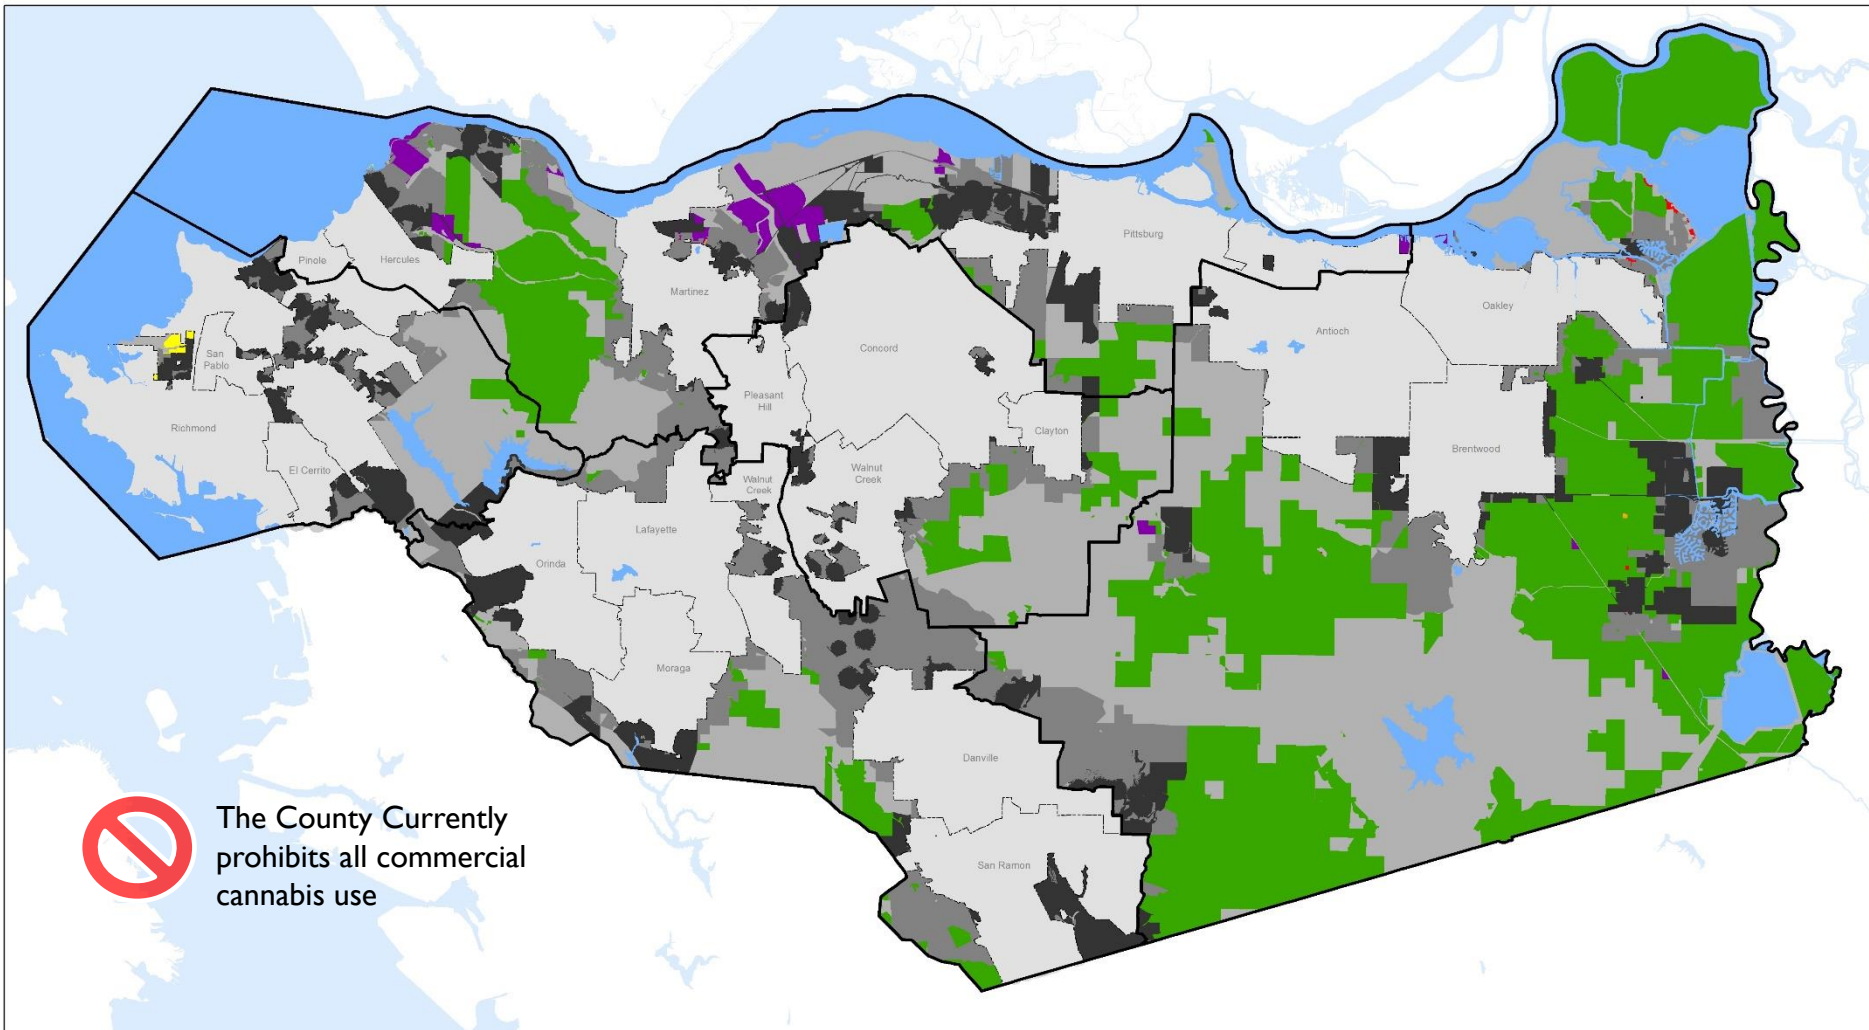 Pittsburg
Pinole
Hercules
Martinez
Oakley
Antioch
San
Pablo
Concord
Pleasant
Hill
Richmond
Clayton
El Cerrito
Brentwood
Walnut
Creek
Walnut
Creek
Lafayette
Orinda
Moraga
Danville
San Ramon
The County Currently
prohibits all commercial
cannabis use